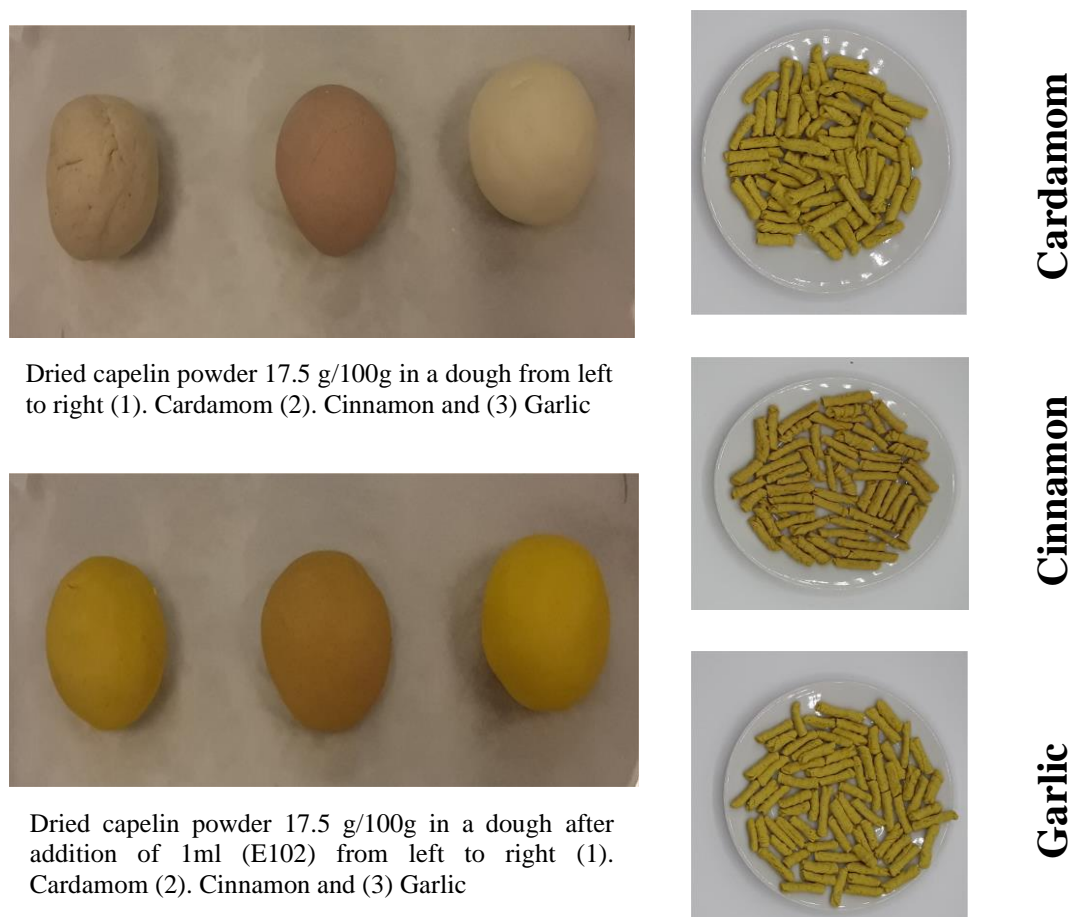 Dried capelin powder 17.5 g/100g in a dough from left
to right (1). Cardamom (2). Cinnamon and (3) Garlic
Dried capelin powder 17.5 g/100g in a dough after
addition of 1ml (E102) from left to right (1).
Cardamom (2). Cinnamon and (3) Garlic
Cardamom
Cinnamon
Garlic